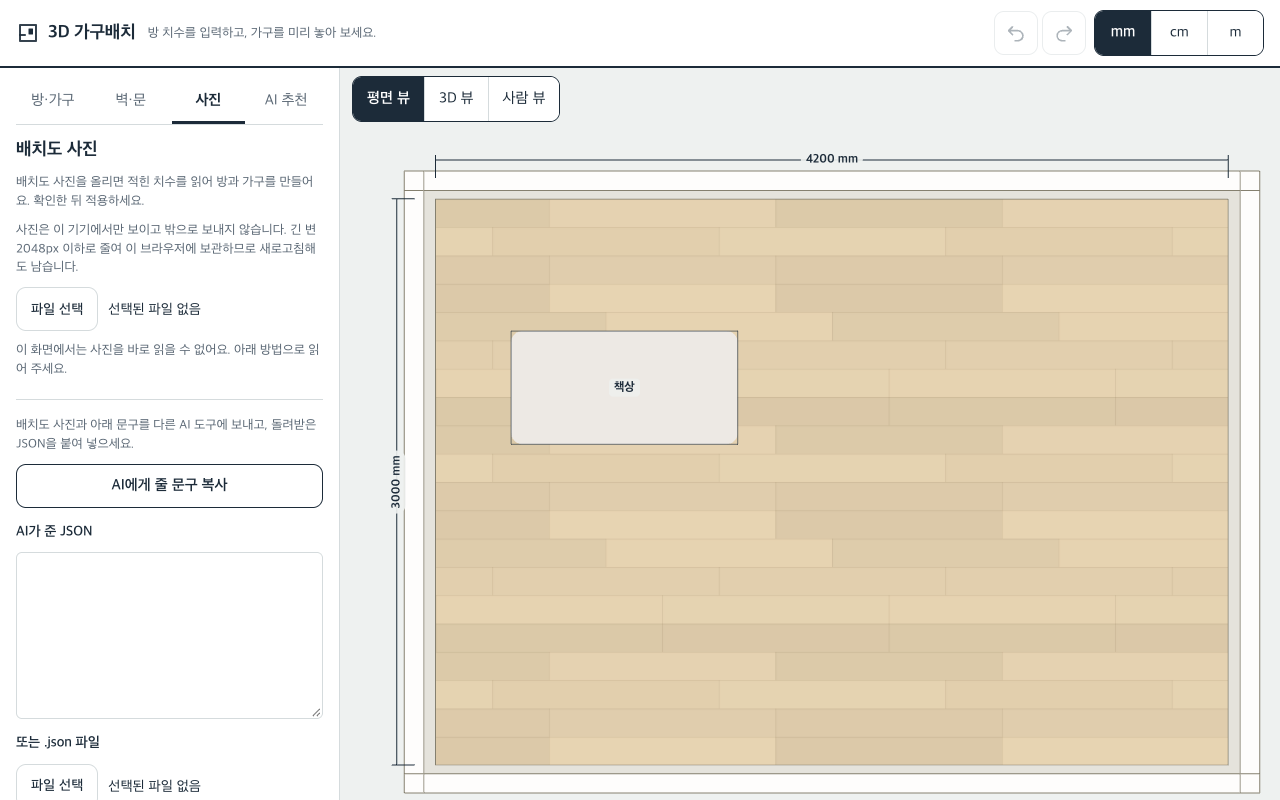 3D 가구배치
방 치수를 입력하고, 가구를 미리 놓아 보세요.
mm
cm
m
방·가구
벽·문
사진
AI 추천
평면 뷰
3D 뷰
사람 뷰
배치도 사진
배치도 사진을 올리면 적힌 치수를 읽어 방과 가구를 만들어
요. 확인한 뒤 적용하세요.
사진은 이 기기에서만 보이고 밖으로 보내지 않습니다. 긴 변
2048px 이하로 줄여 이 브라우저에 보관하므로 새로고침해
도 남습니다.
파일 선택
선택된 파일 없음
이 화면에서는 사진을 바로 읽을 수 없어요. 아래 방법으로 읽
어 주세요.
배치도 사진과 아래 문구를 다른 AI 도구에 보내고, 돌려받은
JSON을 붙여 넣으세요.
AI에게 줄 문구 복사
AI가 준 JSON
또는 .json 파일
파일 선택
선택된 파일 없음
4200 mm
3000 mm
책상